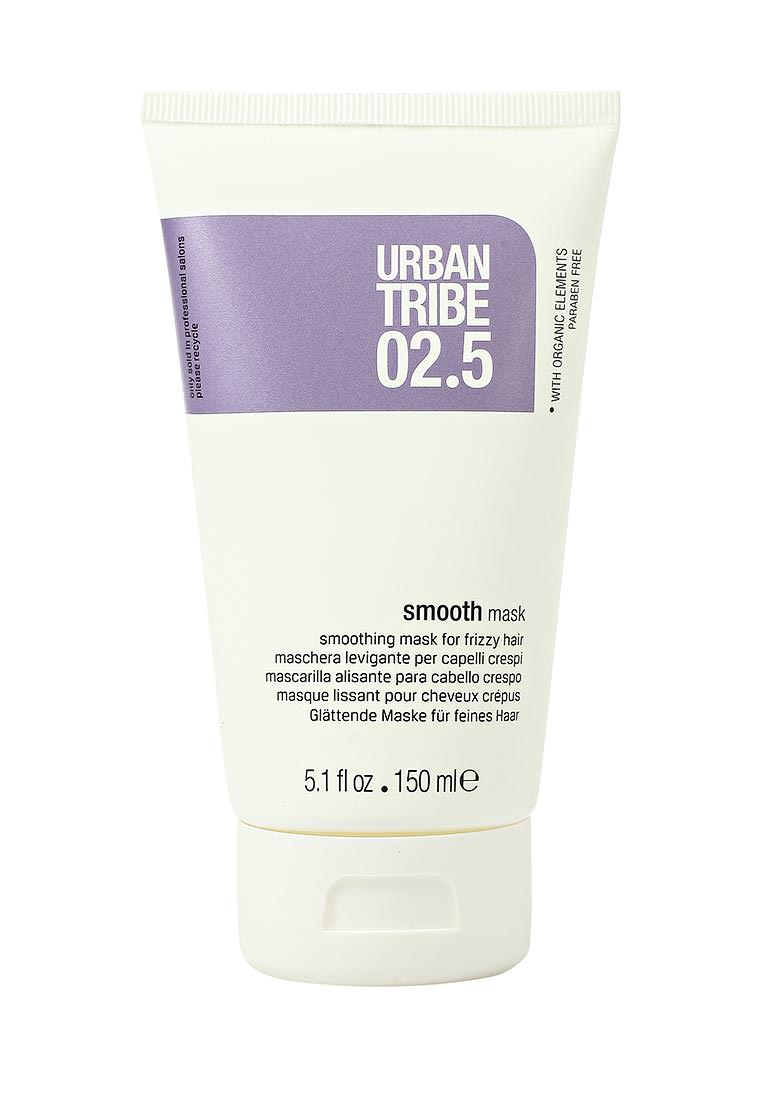 URBAN
TRIBE
02.5
only sold in professional salons
please recycle
• WITH ORGANIC ELEMENTS
PARABEN FREE
smooth mask
smoothing mask for frizzy hair
maschera levigante per capelli crespi
mascarilla alisante para cabello crespo
masque lissant pour cheveux crépus
Glättende Maske für feines Haar
5.1 fl oz . 150 ml℮